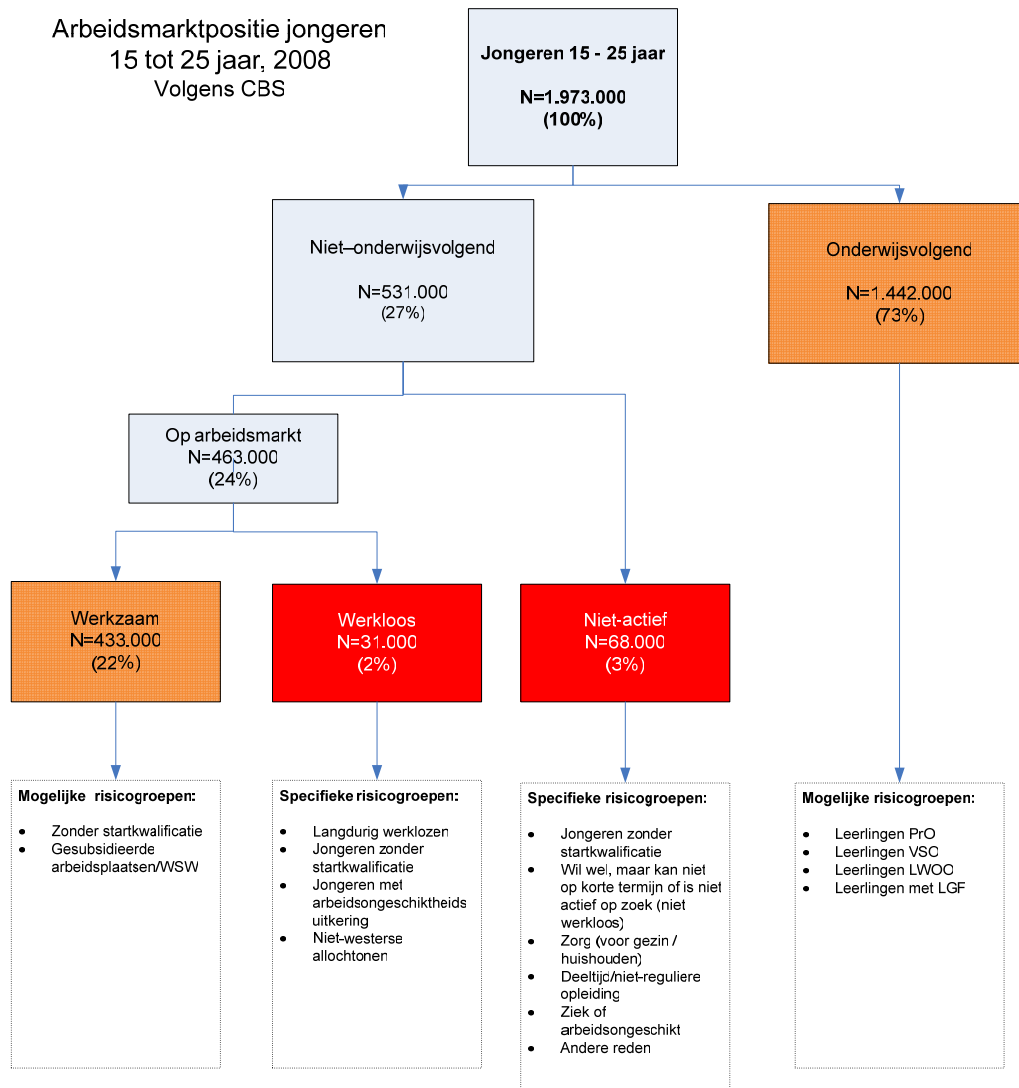 Arbeidsmarktpositie jongeren
15 tot 25 jaar, 2008
Volgens CBS
Jongeren 15 - 25 jaar
N=1.973.000
(100%)
Niet–onderwijsvolgend
N=531.000
(27%)
Onderwijsvolgend
N=1.442.000
(73%)
Op arbeidsmarkt
N=463.000
(24%)
Werkzaam
N=433.000
(22%)
Werkloos
N=31.000
(2%)
Niet-actief
N=68.000
(3%)
Mogelijke risicogroepen:
• Zonder startkwalificatie
• Gesubsidieerde
arbeidsplaatsen/WSW
Specifieke risicogroepen:
• Langdurig werklozen
• Jongeren zonder
startkwalificatie
• Jongeren met
arbeidsongeschiktheids
uitkering
• Niet-westerse
allochtonen
Specifieke risicogroepen:
• Jongeren zonder
startkwalificatie
• Wil wel, maar kan niet
op korte termijn of is niet
actief op zoek (niet
werkloos)
• Zorg (voor gezin /
huishouden)
• Deeltijd/niet-reguliere
opleiding
• Ziek of
arbeidsongeschikt
• Andere reden
Mogelijke risicogroepen:
• Leerlingen PrO
• Leerlingen VSO
• Leerlingen LWOO
• Leerlingen met LGF